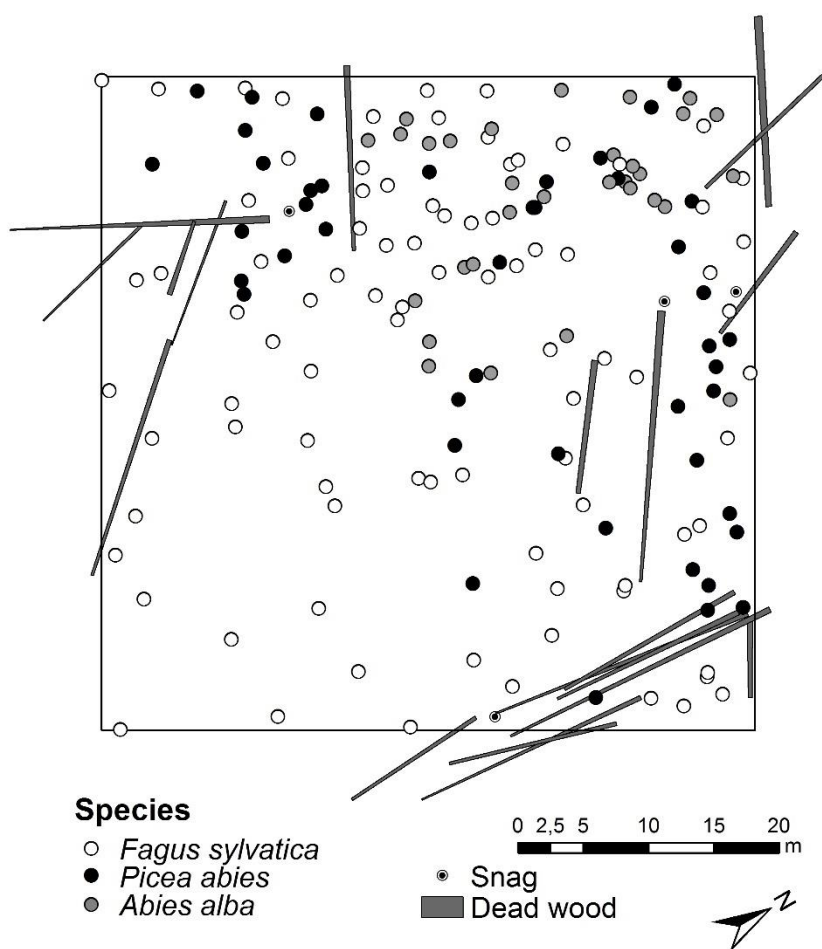 Species
Fagus sylvatica
Picea abies
Abies alba
0 2,5 5 10 15 20
m
Snag
Dead wood
N